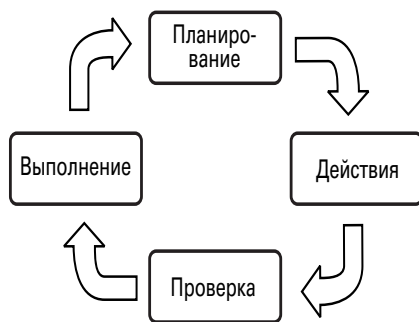 Планиро-
вание
Выполнение
Действия
Проверка